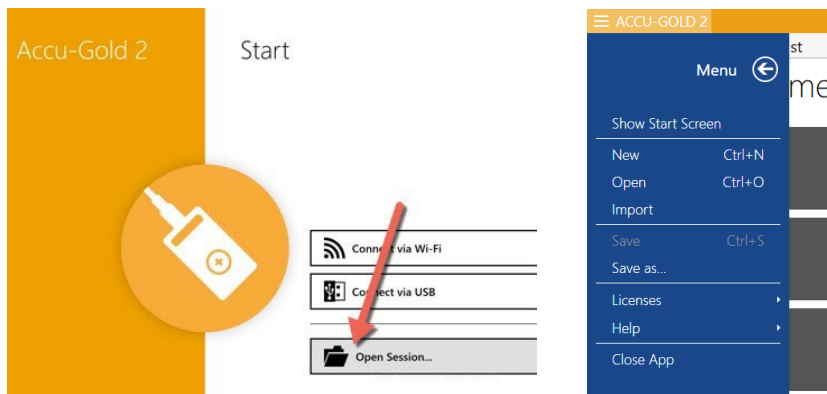 Accu-Gold 2
Start
Connect via Wi-Fi
Connect via USB
Open Session...
ACCU-GOLD 2
st
me
Menu
Show Start Screen
New Ctrl+N
Open Ctrl+O
Import
Save Ctrl+S
Save as...
Licenses
Help
Close App